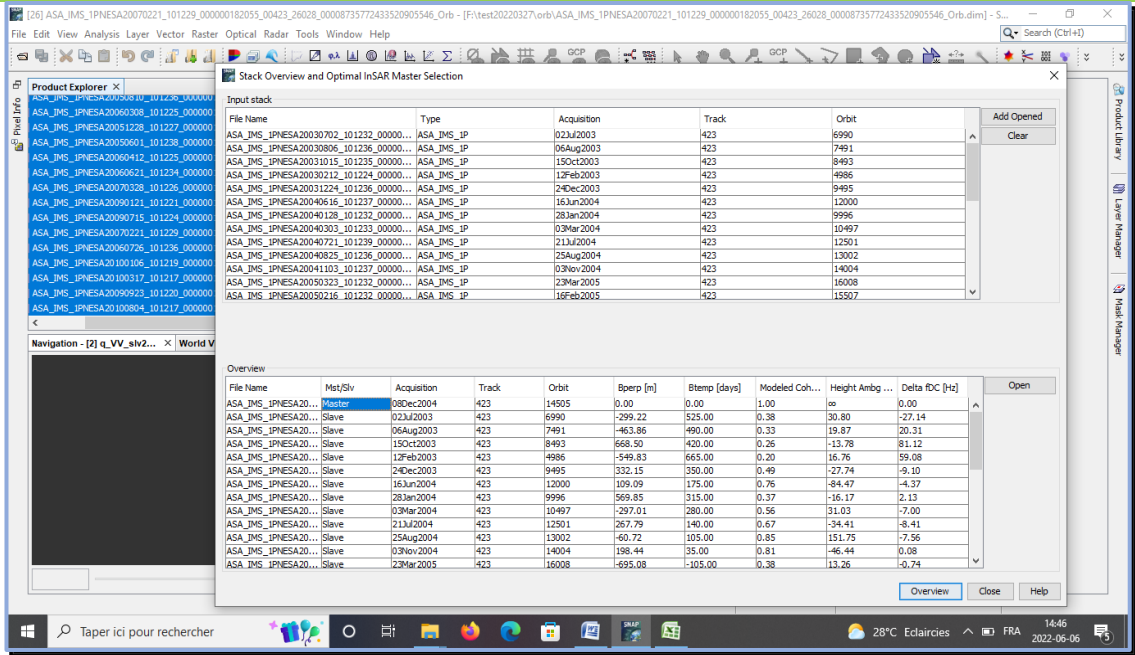 [26] ASA_IMS_1PNESA20070221_101229_000000182055_00423_26028_00008735772433520905546_Orb - [F:\test20220327\orb\ASA_IMS_1PNESA20070221_101229_000000182055_00423_26028_00008735772433520905546_Orb.dim] - S...
File Edit View Analysis Layer Vector Raster Optical Radar Tools Window Help
Search (Ctrl+I)
GCP GCP
Stack Overview and Optimal InSAR Master Selection
Product Explorer
Pixel Info
ASA_IMS_1PNESA20050810_101236_000000
ASA_IMS_1PNESA20060308_101225_000000
ASA_IMS_1PNESA20051228_101227_000000
ASA_IMS_1PNESA20050601_101238_000000
ASA_IMS_1PNESA20060412_101225_000000
ASA_IMS_1PNESA20060621_101234_000000
ASA_IMS_1PNESA20070328_101226_000000
ASA_IMS_1PNESA20090121_101221_000000
ASA_IMS_1PNESA20090715_101224_000000
ASA_IMS_1PNESA20070221_101229_000000
ASA_IMS_1PNESA20060726_101236_000000
ASA_IMS_1PNESA20100106_101219_000000
ASA_IMS_1PNESA20100317_101217_000000
ASA_IMS_1PNESA20090923_101220_000000
ASA_IMS_1PNESA20100804_101217_000000
Navigation - [2] q_VV_slv2... World V
Input stack
File Name Type Acquisition Track Orbit
ASA_IMS_1PNESA20030702_101232_00000... ASA_IMS_1P 02Jul2003 423 6990
ASA_IMS_1PNESA20030806_101236_00000... ASA_IMS_1P 06Aug2003 423 7491
ASA_IMS_1PNESA20031015_101235_00000... ASA_IMS_1P 15Oct2003 423 8493
ASA_IMS_1PNESA20030212_101224_00000... ASA_IMS_1P 12Feb2003 423 4986
ASA_IMS_1PNESA20031224_101236_00000... ASA_IMS_1P 24Dec2003 423 9495
ASA_IMS_1PNESA20040616_101237_00000... ASA_IMS_1P 16Jun2004 423 12000
ASA_IMS_1PNESA20040128_101232_00000... ASA_IMS_1P 28Jan2004 423 9996
ASA_IMS_1PNESA20040303_101233_00000... ASA_IMS_1P 03Mar2004 423 10497
ASA_IMS_1PNESA20040721_101239_00000... ASA_IMS_1P 21Jul2004 423 12501
ASA_IMS_1PNESA20040825_101236_00000... ASA_IMS_1P 25Aug2004 423 13002
ASA_IMS_1PNESA20041103_101237_00000... ASA_IMS_1P 03Nov2004 423 14004
ASA_IMS_1PNESA20050323_101232_00000... ASA_IMS_1P 23Mar2005 423 16008
ASA_IMS_1PNESA20050216_101232_00000... ASA_IMS_1P 16Feb2005 423 15507
Add Opened
Clear
Overview
File Name Mst/Slv Acquisition Track Orbit Bperp [m] Btemp [days] Modeled Coh... Height Ambg ... Delta fDC [Hz]
ASA_IMS_1PNESA20... Master 08Dec2004 423 14505 0.00 0.00 1.00 ∞ 0.00
ASA_IMS_1PNESA20... Slave 02Jul2003 423 6990 -299.22 525.00 0.38 30.80 -27.14
ASA_IMS_1PNESA20... Slave 06Aug2003 423 7491 -463.86 490.00 0.33 19.87 20.31
ASA_IMS_1PNESA20... Slave 15Oct2003 423 8493 668.50 420.00 0.26 -13.78 81.12
ASA_IMS_1PNESA20... Slave 12Feb2003 423 4986 -549.83 665.00 0.20 16.76 59.08
ASA_IMS_1PNESA20... Slave 24Dec2003 423 9495 332.15 350.00 0.49 -27.74 -9.10
ASA_IMS_1PNESA20... Slave 16Jun2004 423 12000 109.09 175.00 0.76 -84.47 -4.37
ASA_IMS_1PNESA20... Slave 28Jan2004 423 9996 569.85 315.00 0.37 -16.17 2.13
ASA_IMS_1PNESA20... Slave 03Mar2004 423 10497 -297.01 280.00 0.56 31.03 -7.00
ASA_IMS_1PNESA20... Slave 21Jul2004 423 12501 267.79 140.00 0.67 -34.41 -8.41
ASA_IMS_1PNESA20... Slave 25Aug2004 423 13002 -60.72 105.00 0.85 151.75 -7.56
ASA_IMS_1PNESA20... Slave 03Nov2004 423 14004 198.44 35.00 0.81 -46.44 0.08
ASA_IMS_1PNESA20... Slave 23Mar2005 423 16008 -695.08 -105.00 0.38 13.26 -0.74
Open
Overview Close Help
Product Library
Layer Manager
Mask Manager
Taper ici pour rechercher
28°C Eclaircies
FRA
14:46
2022-06-06
5